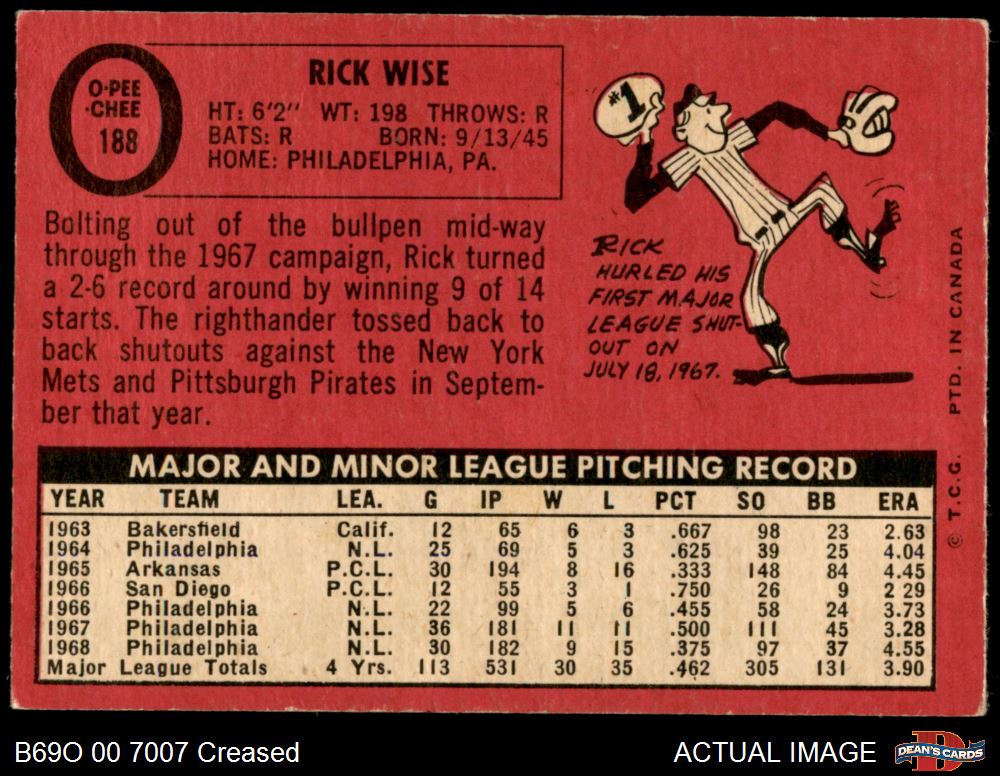 O-PEE
-CHEE
188
RICK WISE
HT: 6'2" WT: 198 THROWS: R
BATS: R BORN: 9/13/45
HOME: PHILADELPHIA, PA.
Bolting out of the bullpen mid-way
through the 1967 campaign, Rick turned
a 2-6 record around by winning 9 of 14
starts. The righthander tossed back to
back shutouts against the New York
Mets and Pittsburgh Pirates in Septem-
ber that year.
#1
RICK
HURLED HIS
FIRST MAJOR
LEAGUE SHUT-
OUT ON
JULY 18, 1967.
© T.C.G. PTD. IN CANADA
MAJOR AND MINOR LEAGUE PITCHING RECORD
YEAR TEAM LEA. G IP W L PCT SO BB ERA
1963 Bakersfield Calif. 12 65 6 3 .667 98 23 2.63
1964 Philadelphia N.L. 25 69 5 3 .625 39 25 4.04
1965 Arkansas P.C.L. 30 194 8 16 .333 148 84 4.45
1966 San Diego P.C.L. 12 55 3 1 .750 26 9 2 29
1966 Philadelphia N.L. 22 99 5 6 .455 58 24 3.73
1967 Philadelphia N.L. 36 181 11 11 .500 111 45 3.28
1968 Philadelphia N.L. 30 182 9 15 .375 97 37 4.55
Major League Totals 4 Yrs. 113 531 30 35 .462 305 131 3.90
B69O 00 7007 Creased
ACTUAL IMAGE
DEAN'S CARDS